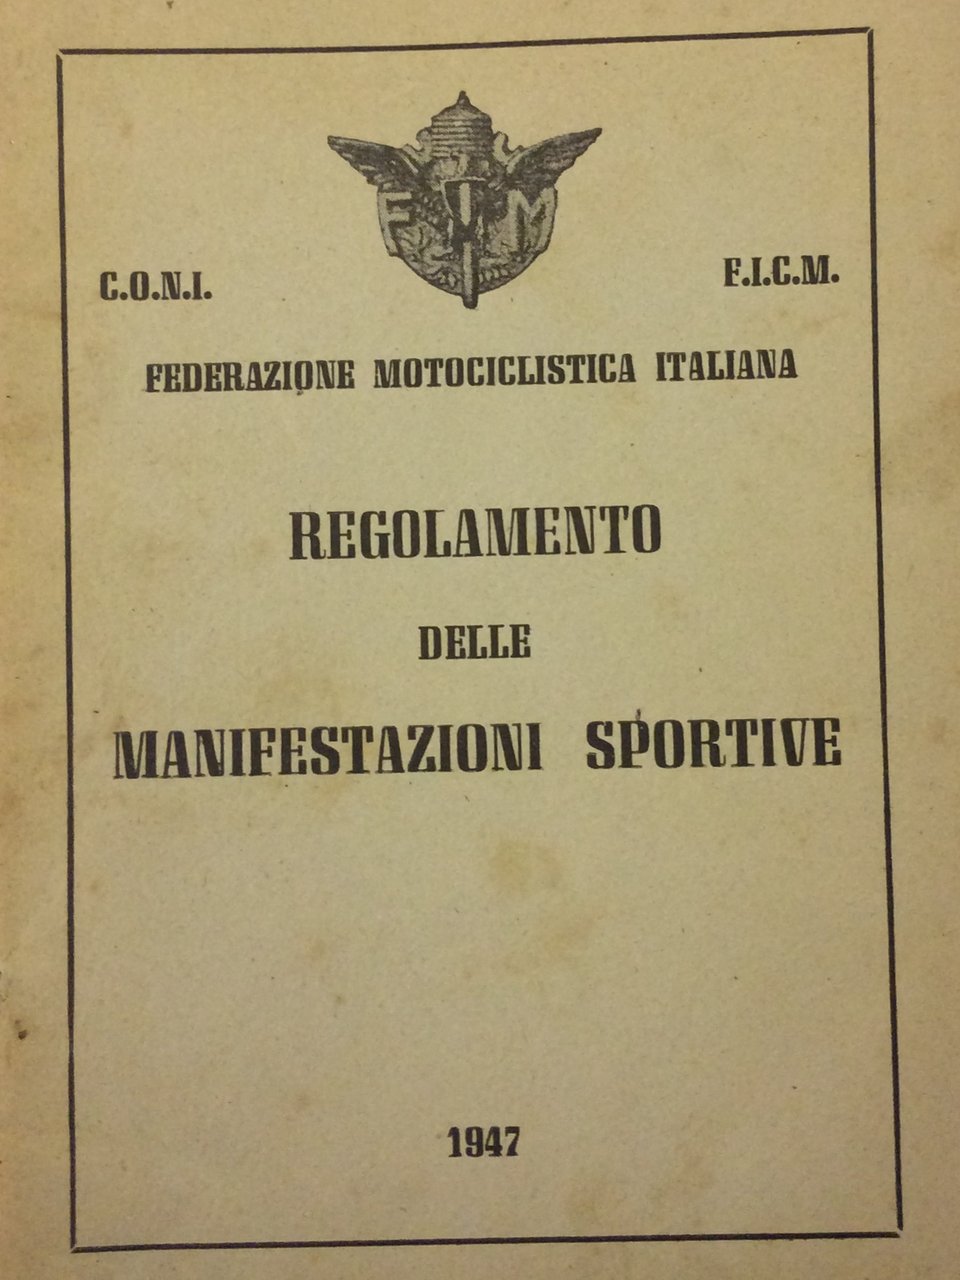 F M
C.O.N.I.
F.I.C.M.
FEDERAZIONE MOTOCICLISTICA ITALIANA
REGOLAMENTO
DELLE
MANIFESTAZIONI SPORTIVE
1947